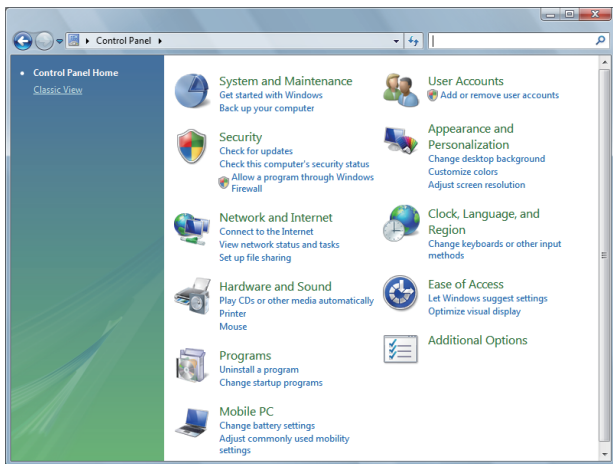 Control Panel
Control Panel Home
Classic View
System and Maintenance
Get started with Windows
Back up your computer
Security
Check for updates
Check this computer's security status
Allow a program through Windows
Firewall
Network and Internet
Connect to the Internet
View network status and tasks
Set up file sharing
Hardware and Sound
Play CDs or other media automatically
Printer
Mouse
Programs
Uninstall a program
Change startup programs
Mobile PC
Change battery settings
Adjust commonly used mobility
settings
User Accounts
Add or remove user accounts
Appearance and
Personalization
Change desktop background
Customize colors
Adjust screen resolution
Clock, Language, and
Region
Change keyboards or other input
methods
Ease of Access
Let Windows suggest settings
Optimize visual display
Additional Options